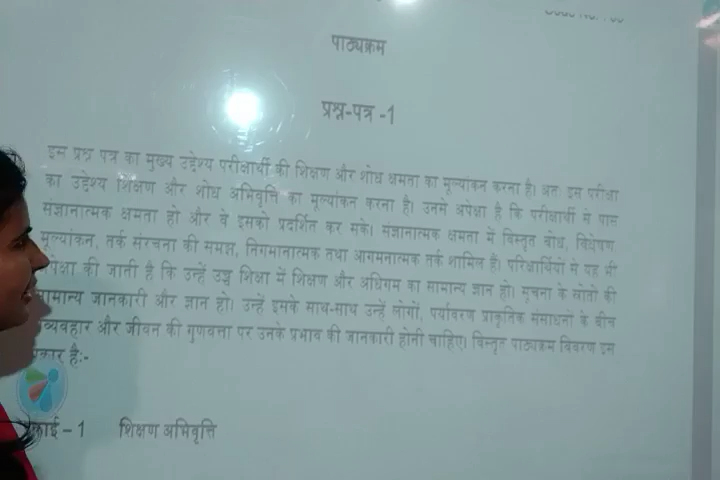 पाठ्यक्रम
प्रश्न-पत्र -1
इस प्रश्न पत्र का मुख्य उद्देश्य परीक्षार्थी की शिक्षण और शोध क्षमता का मूल्यांकन करना है। अतः इस परीक्षा
का उद्देश्य शिक्षण और शोध अभिवृत्ति का मूल्यांकन करना है। उनसे अपेक्षा है कि परीक्षार्थी से पास
संज्ञानात्मक क्षमता हो और वे इसको प्रदर्शित कर सके। संज्ञानात्मक क्षमता में विस्तृत बोध, विश्लेषण
मूल्यांकन, तर्क संरचना की समझ, निगमानात्मक तथा आगमनात्मक तर्क शामिल हैं। परिक्षार्थियों से यह भी
की जाती है कि उन्हें उच्च शिक्षा में शिक्षण और अधिगम का सामान्य ज्ञान हो। सूचना के स्रोतों की
जानकारी और ज्ञान हो। उन्हें इसके साथ-साथ उन्हें लोगों, पर्यावरण प्राकृतिक संसाधनों के बीच
व्यवहार और जीवन की गुणवत्ता पर उनके प्रभाव की जानकारी होनी चाहिए। विस्तृत पाठ्यक्रम विवरण इस
है:-
– 1 शिक्षण अभिवृत्ति